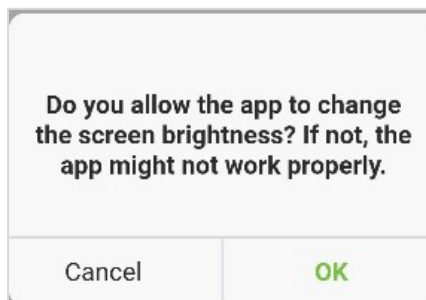 Do you allow the app to change
the screen brightness? If not, the
app might not work properly.
Cancel
OK